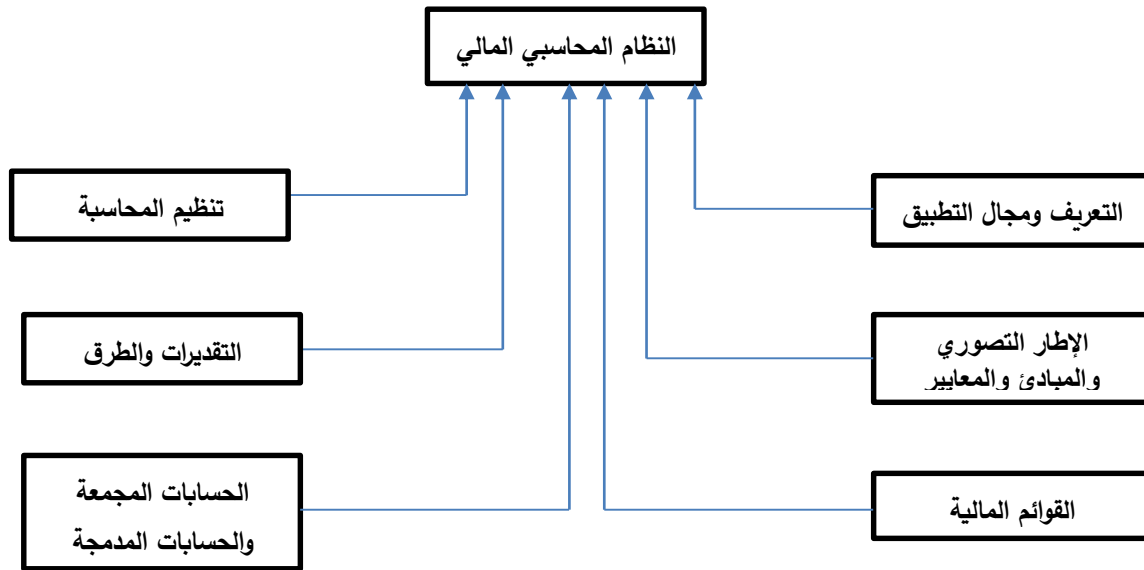 النظام المحاسبي المالي
التعريف ومجال التطبيق
تنظيم المحاسبة
الإطار التصوري
والمبادئ والمعايير
التقديرات والطرق
القوائم المالية
الحسابات المجمعة
والحسابات المدمجة